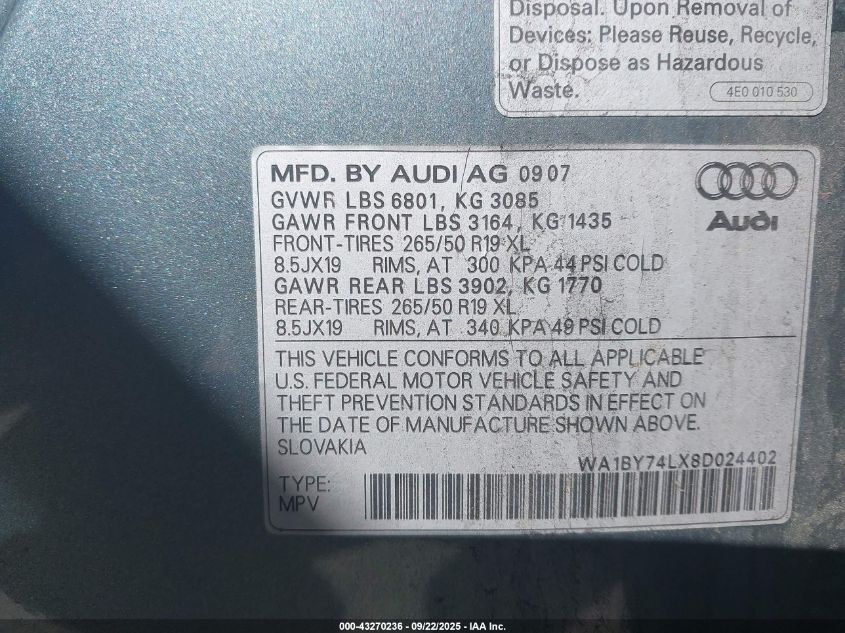 Disposal. Upon Removal of
Devices: Please Reuse, Recycle,
or Dispose as Hazardous
Waste.
4E0 010 530
MFD. BY AUDI AG 09 07
GVWR LBS 6801, KG 3085
GAWR FRONT LBS 3164, KG 1435
FRONT-TIRES 265/50 R19 XL
8.5JX19 RIMS, AT 300 KPA 44 PSI COLD
GAWR REAR LBS 3902, KG 1770
REAR-TIRES 265/50 R19 XL
8.5JX19 RIMS, AT 340 KPA 49 PSI COLD
Audi
THIS VEHICLE CONFORMS TO ALL APPLICABLE
U.S. FEDERAL MOTOR VEHICLE SAFETY AND
THEFT PREVENTION STANDARDS IN EFFECT ON
THE DATE OF MANUFACTURE SHOWN ABOVE.
SLOVAKIA
WA1BY74LX8D024402
TYPE:
MPV
000-43270236 - 09/22/2025 - IAA Inc.